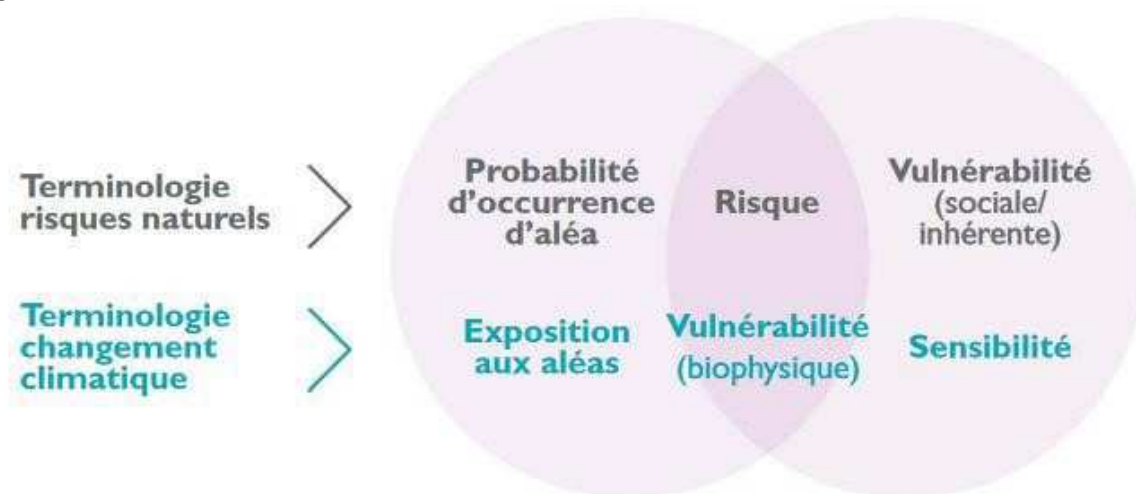 Terminologie
risques naturels
Probabilité
d'occurrence
d'aléa
Risque
Vulnérabilité
(sociale/
inhérente)
Terminologie
changement
climatique
Exposition
aux aléas
Vulnérabilité
(biophysique)
Sensibilité